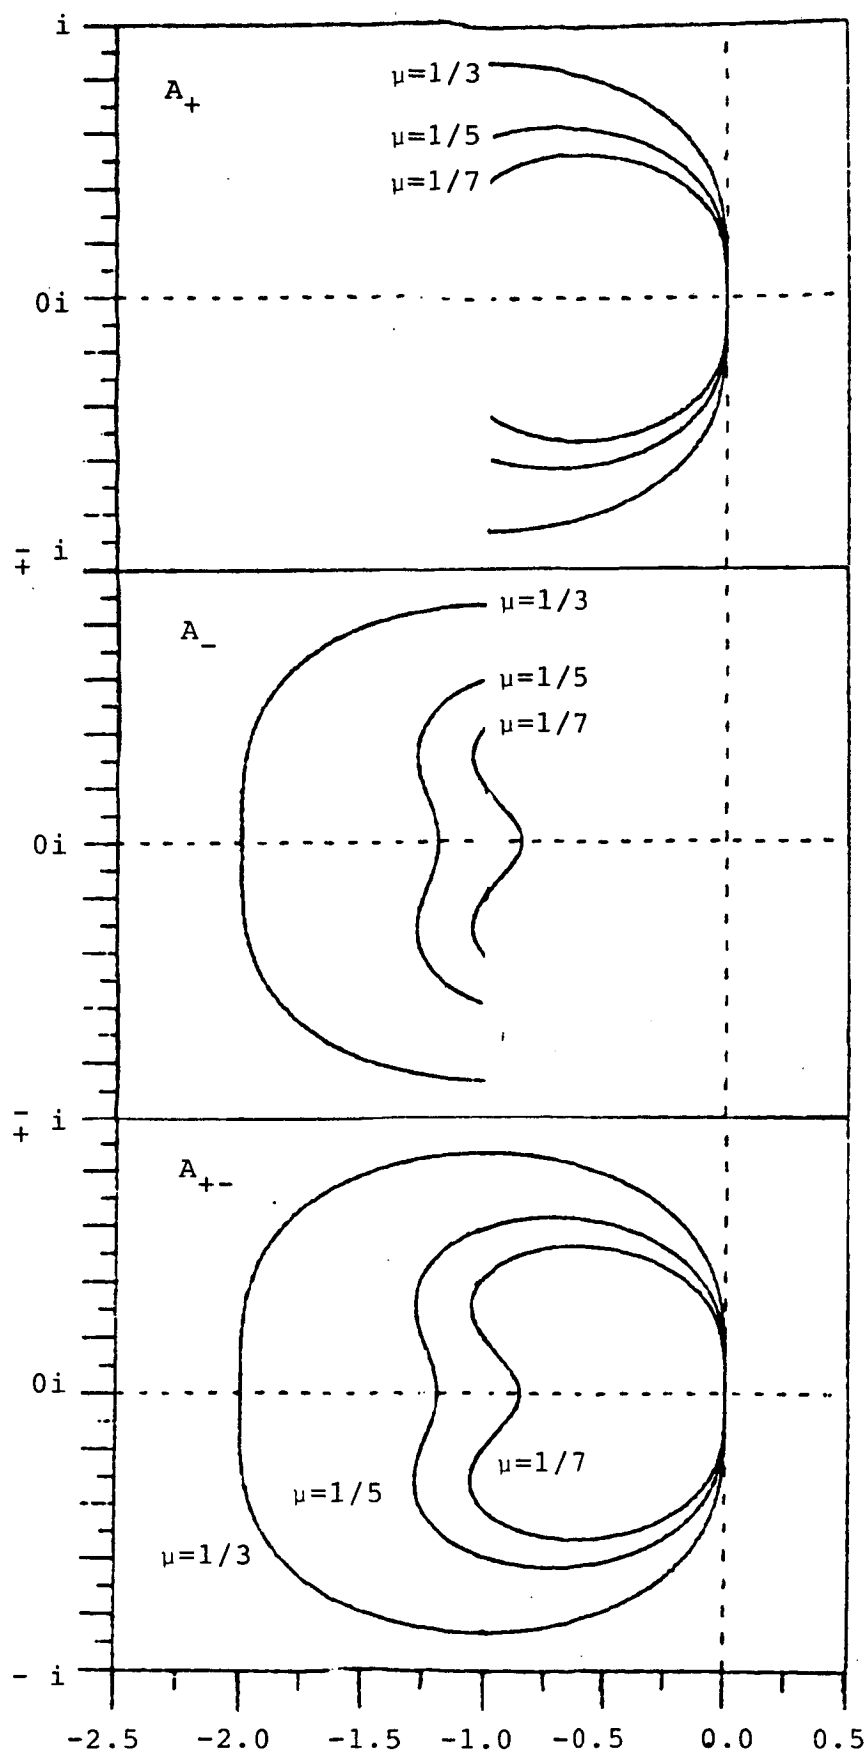 i
μ=1/3
A+
μ=1/5
μ=1/7
0i
∓ i
μ=1/3
A−
μ=1/5
μ=1/7
0i
∓ i
A+−
0i
μ=1/7
μ=1/5
μ=1/3
- i
-2.5 -2.0 -1.5 -1.0 -0.5 0.0 0.5